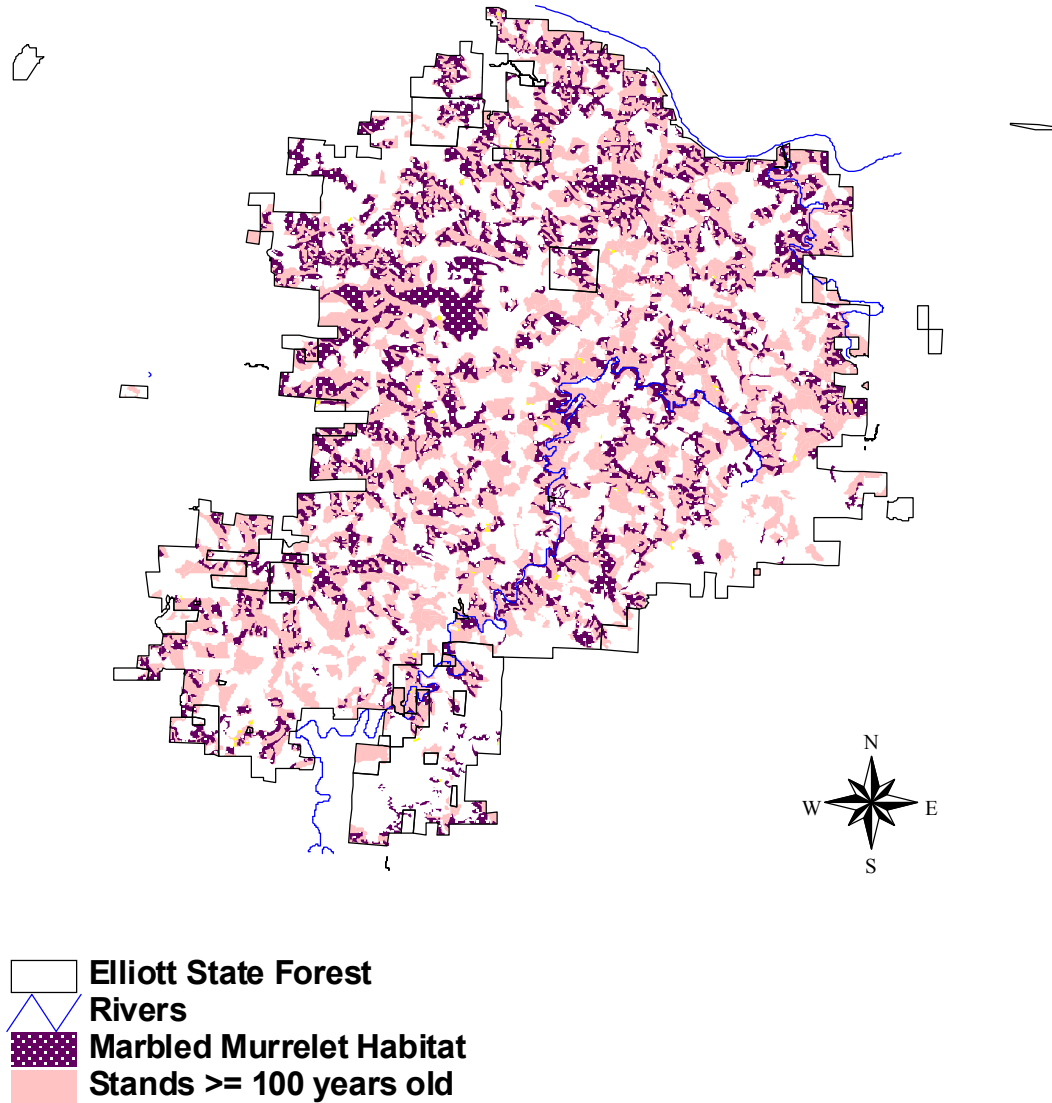 N
W E
S
Elliott State Forest
Rivers
Marbled Murrelet Habitat
Stands >= 100 years old